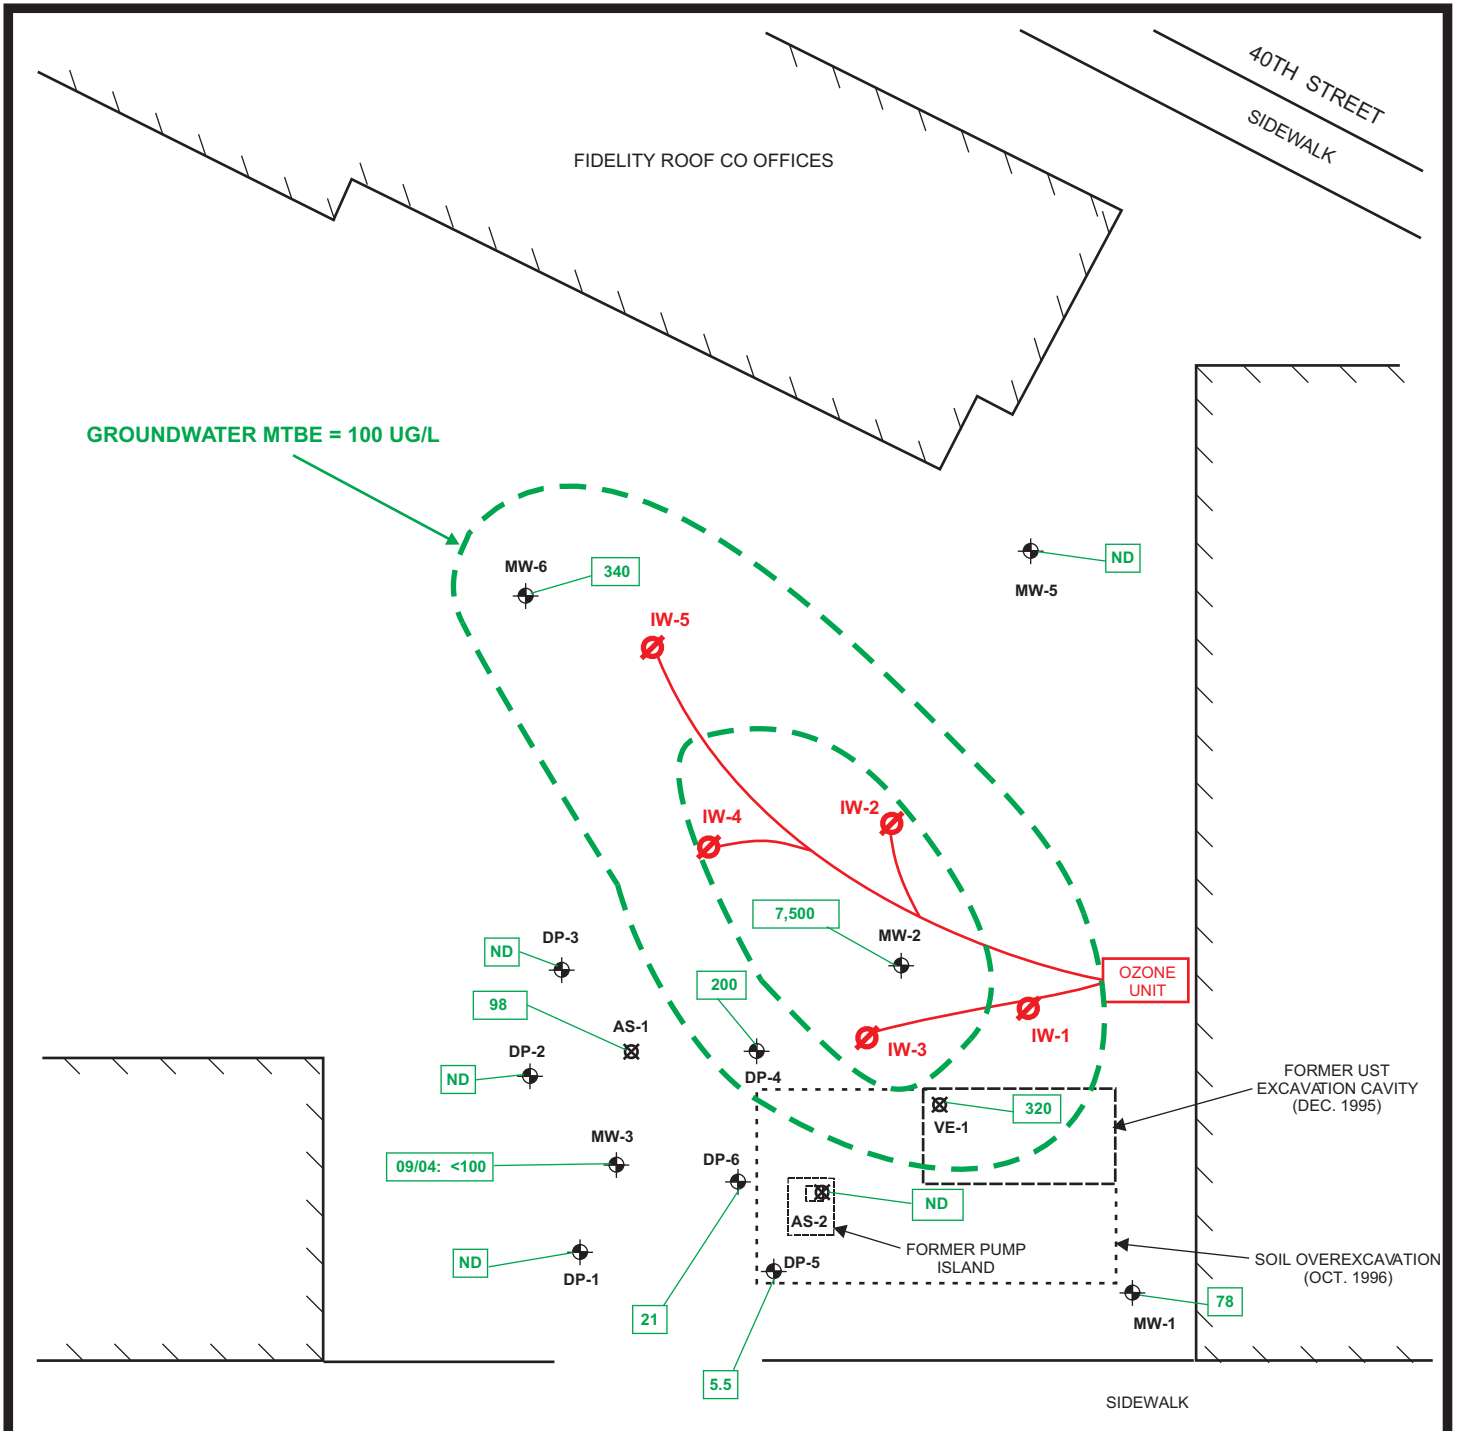 40TH STREET
SIDEWALK
FIDELITY ROOF CO OFFICES
GROUNDWATER MTBE = 100 UG/L
MW-6
340
ND
MW-5
IW-5
IW-4
IW-2
7,500
MW-2
DP-3
ND
OZONE
UNIT
200
98
AS-1
IW-1
IW-3
DP-2
DP-4
ND
FORMER UST
EXCAVATION CAVITY
(DEC. 1995)
320
VE-1
MW-3
09/04: <100
DP-6
ND
AS-2
FORMER PUMP
ISLAND
DP-1
ND
DP-5
SOIL OVEREXCAVATION
(OCT. 1996)
78
MW-1
21
5.5
SIDEWALK